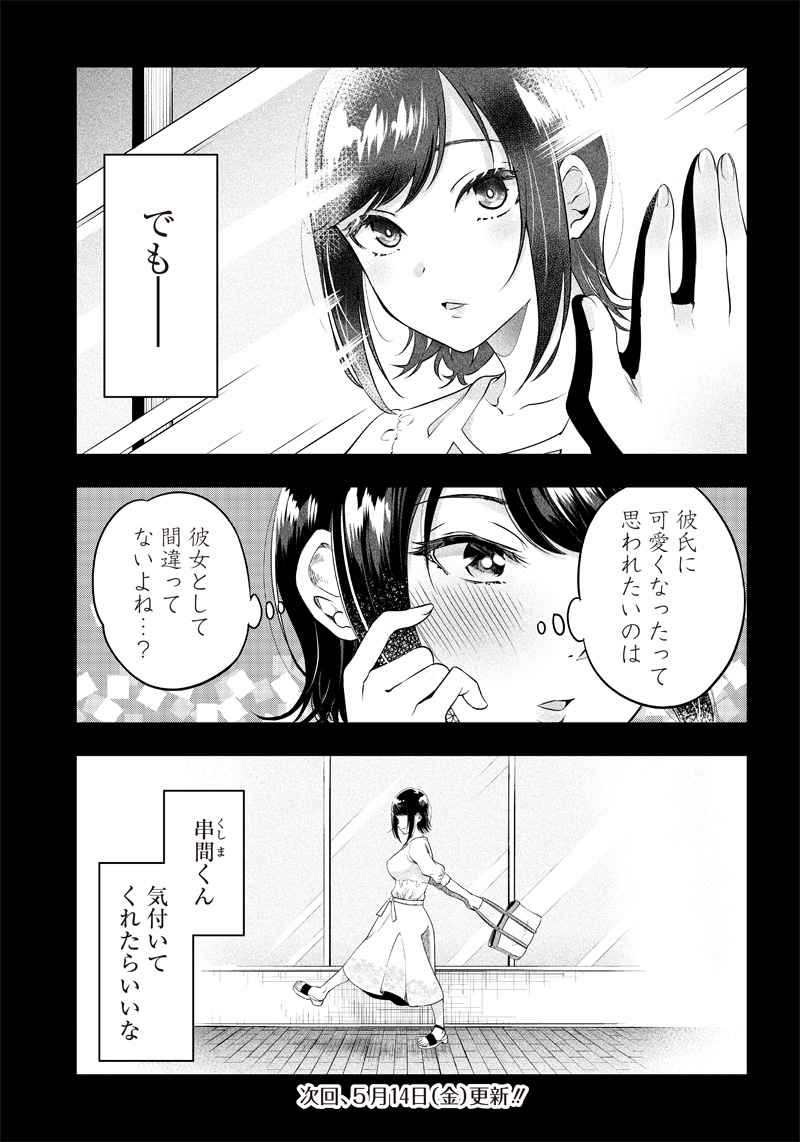 でも──
彼氏に
可愛くなったって
思われたいのは
彼女として
間違って
ないよね…？
串間くん
くしま
気付いて
くれたらいいな
次回、5月14日(金)更新!!